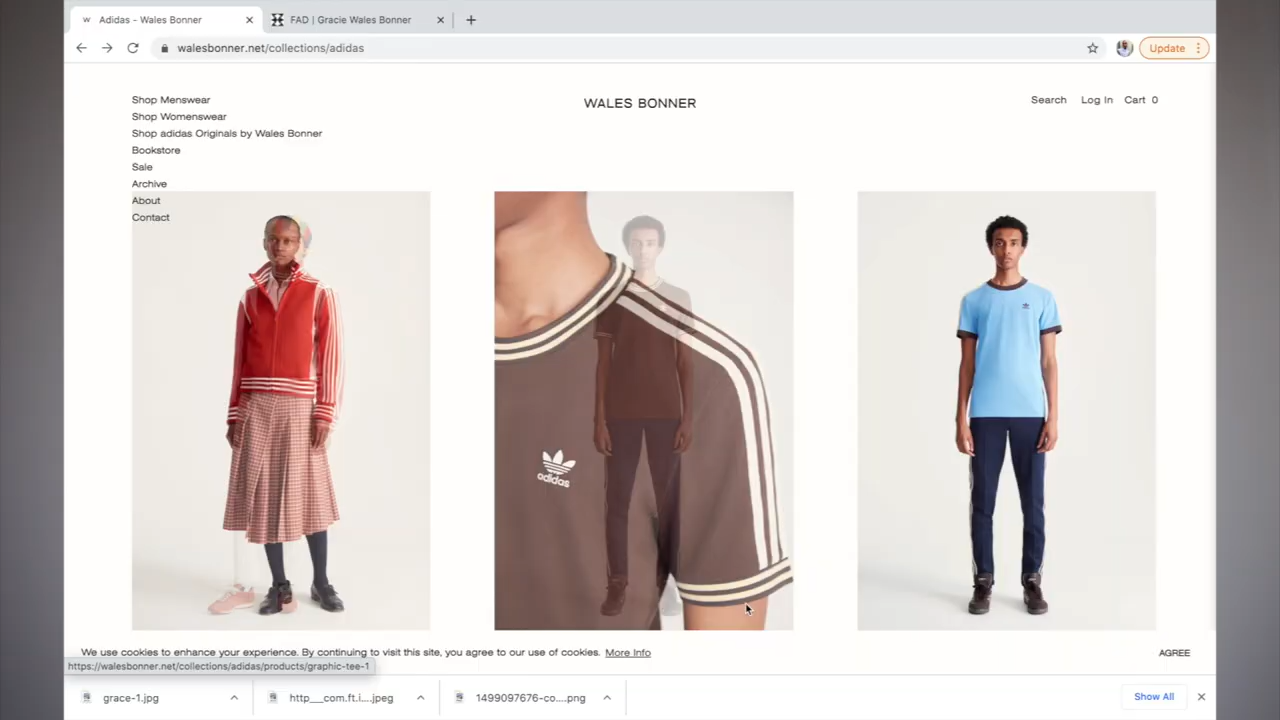 Adidas - Wales Bonner
FAD | Gracie Wales Bonner
walesbonner.net/collections/adidas
Update
Shop Menswear
Shop Womenswear
Shop adidas Originals by Wales Bonner
Bookstore
Sale
Archive
About
Contact
WALES BONNER
Search Log In Cart 0
adidas
We use cookies to enhance your experience. By continuing to visit this site, you agree to our use of cookies. More Info
AGREE
https://walesbonner.net/collections/adidas/products/graphic-tee-1
grace-1.jpg
http___com.ft.i....jpeg
1499097676-co....png
Show All